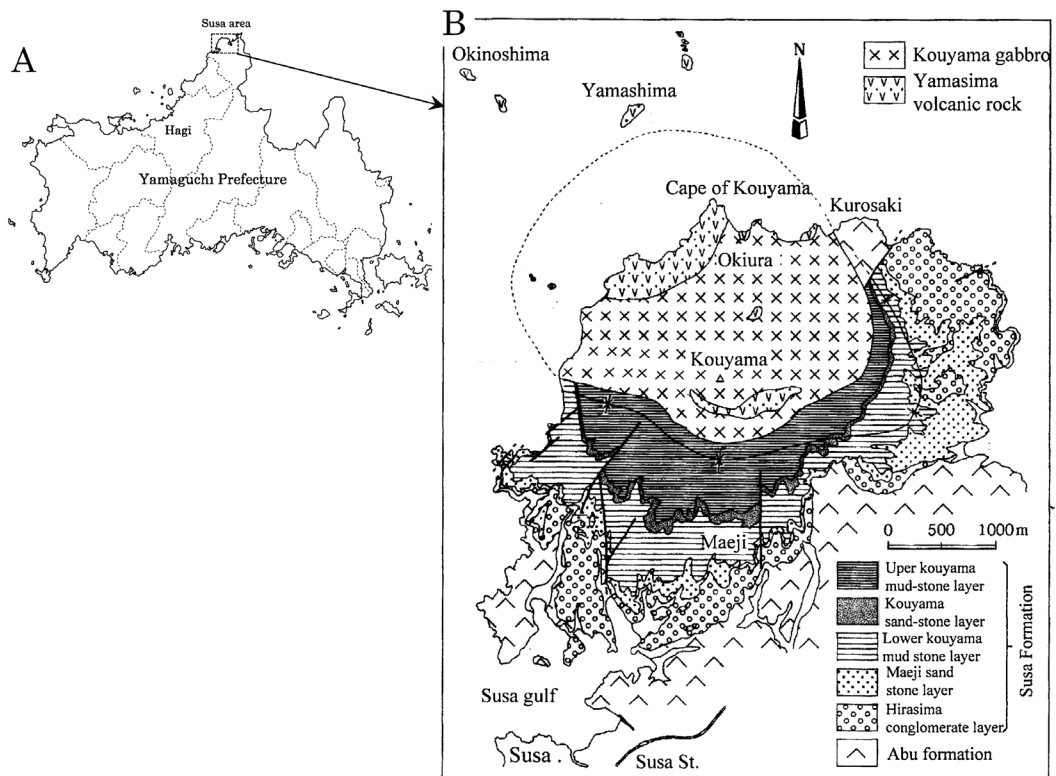 A
Susa area
Hagi
Yamaguchi Prefecture
B
Okinoshima
Yamashima
N
Kouyama gabbro
Yamasima
volcanic rock
Cape of Kouyama
Kurosaki
Okiura
Kouyama
Maeji
0 500 1000 m
Uper kouyama
mud-stone layer
Kouyama
sand-stone layer
Lower kouyama
mud stone layer
Maeji sand
stone layer
Hirasima
conglomerate layer
Susa Formation
Abu formation
Susa gulf
Susa .
Susa St.